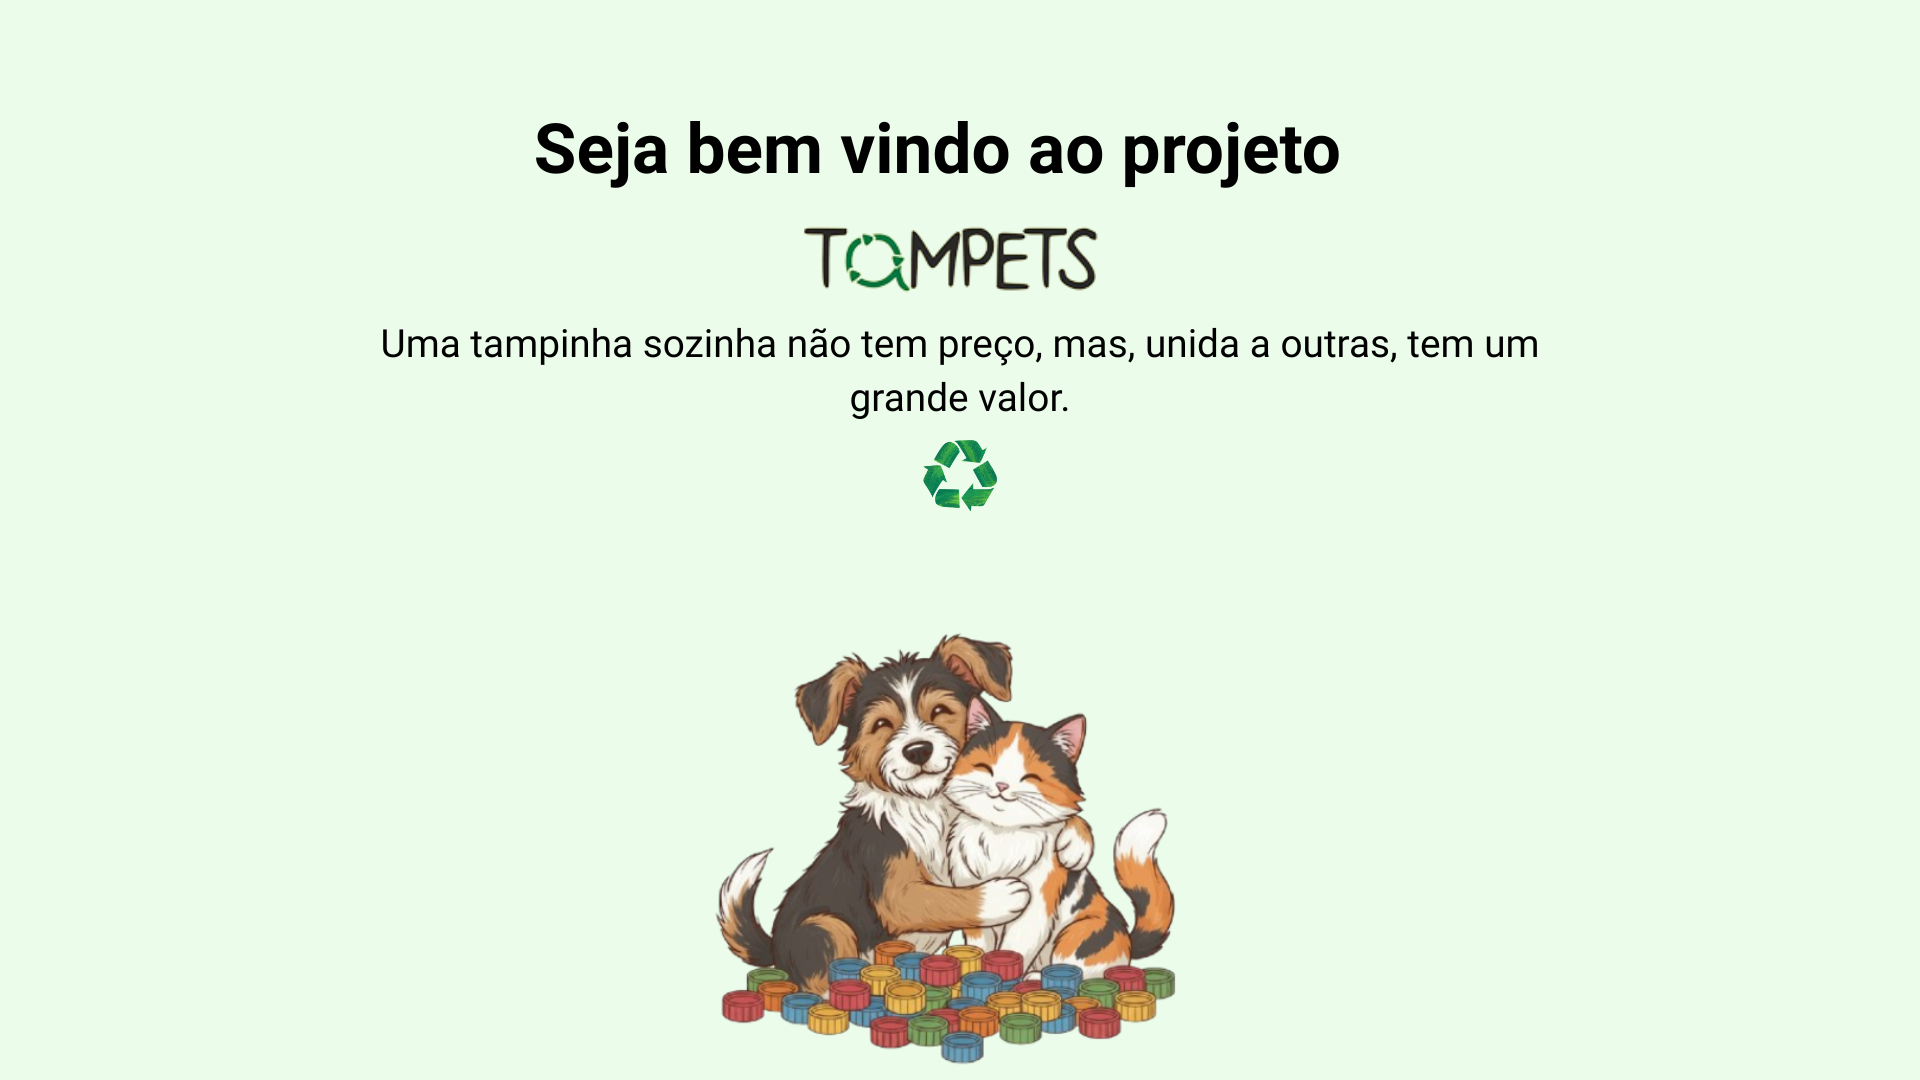 Seja bem vindo ao projeto
TAMPETS
Uma tampinha sozinha não tem preço, mas, unida a outras, tem um
grande valor.